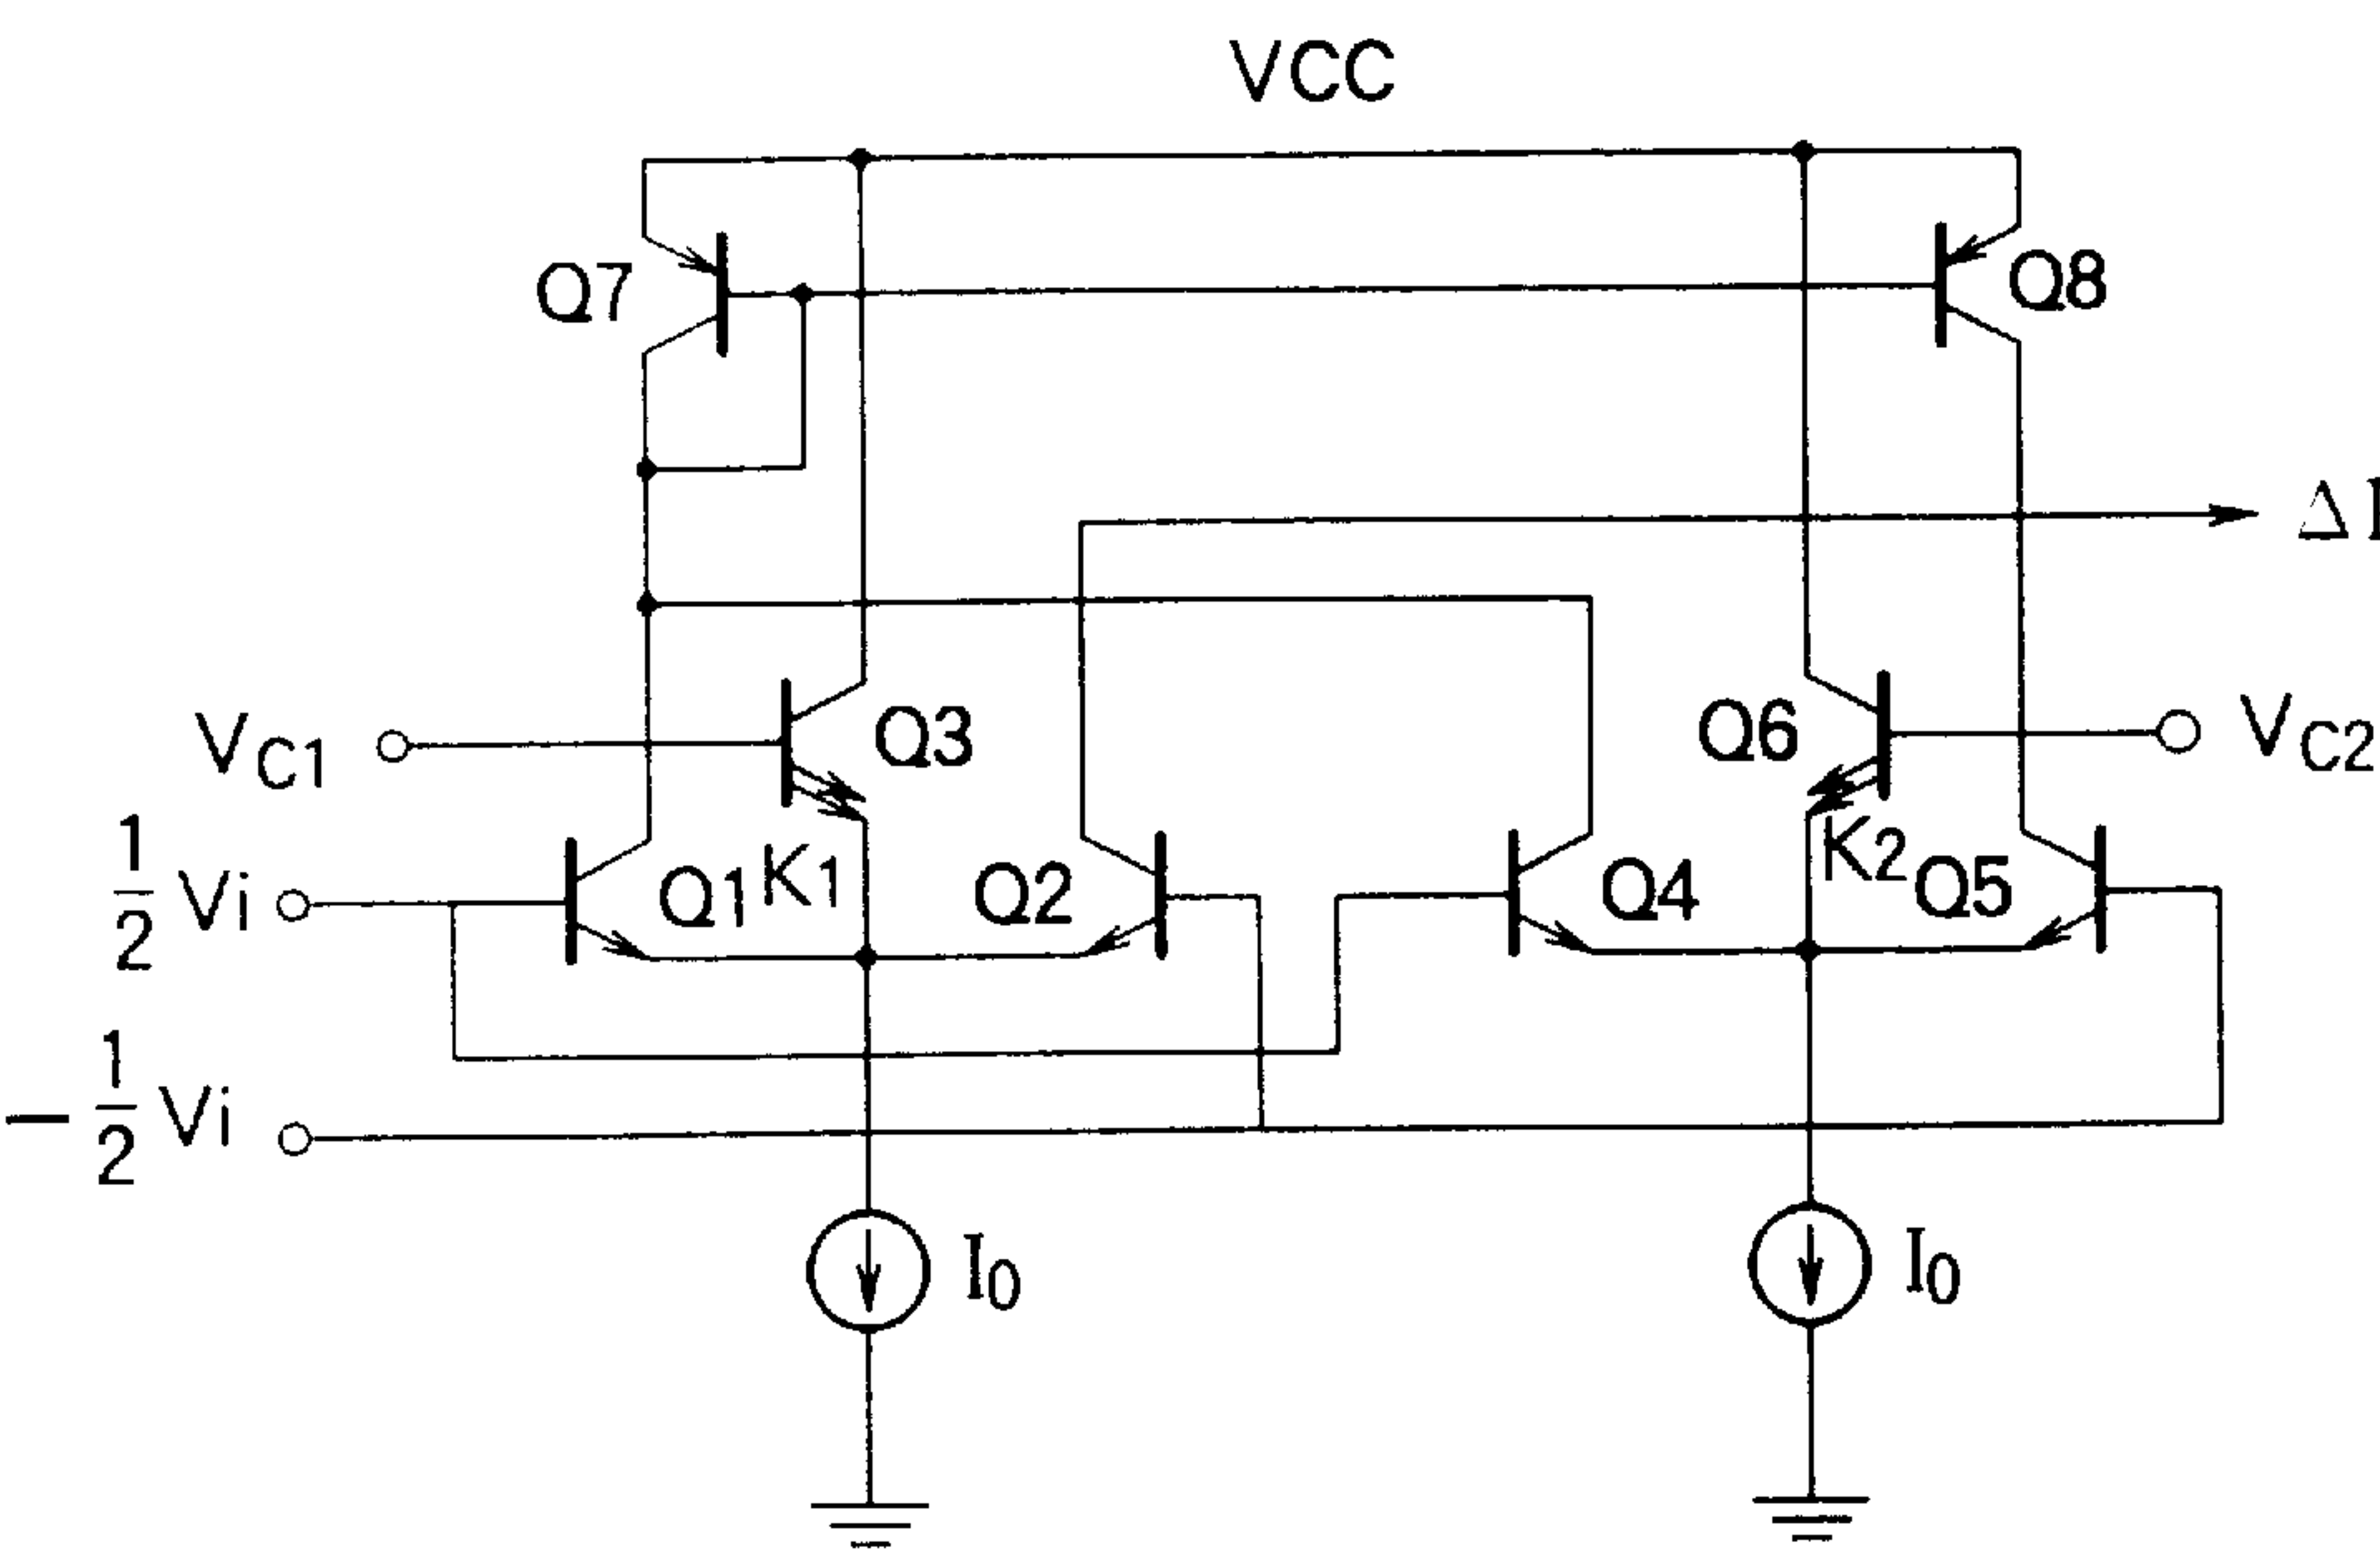 VCC
Q7
Q8
ΔI
VC1
Q3
Q6
VC2
1/2 Vi
Q1
K1
Q2
Q4
K2
Q5
-1/2 Vi
I0
I0